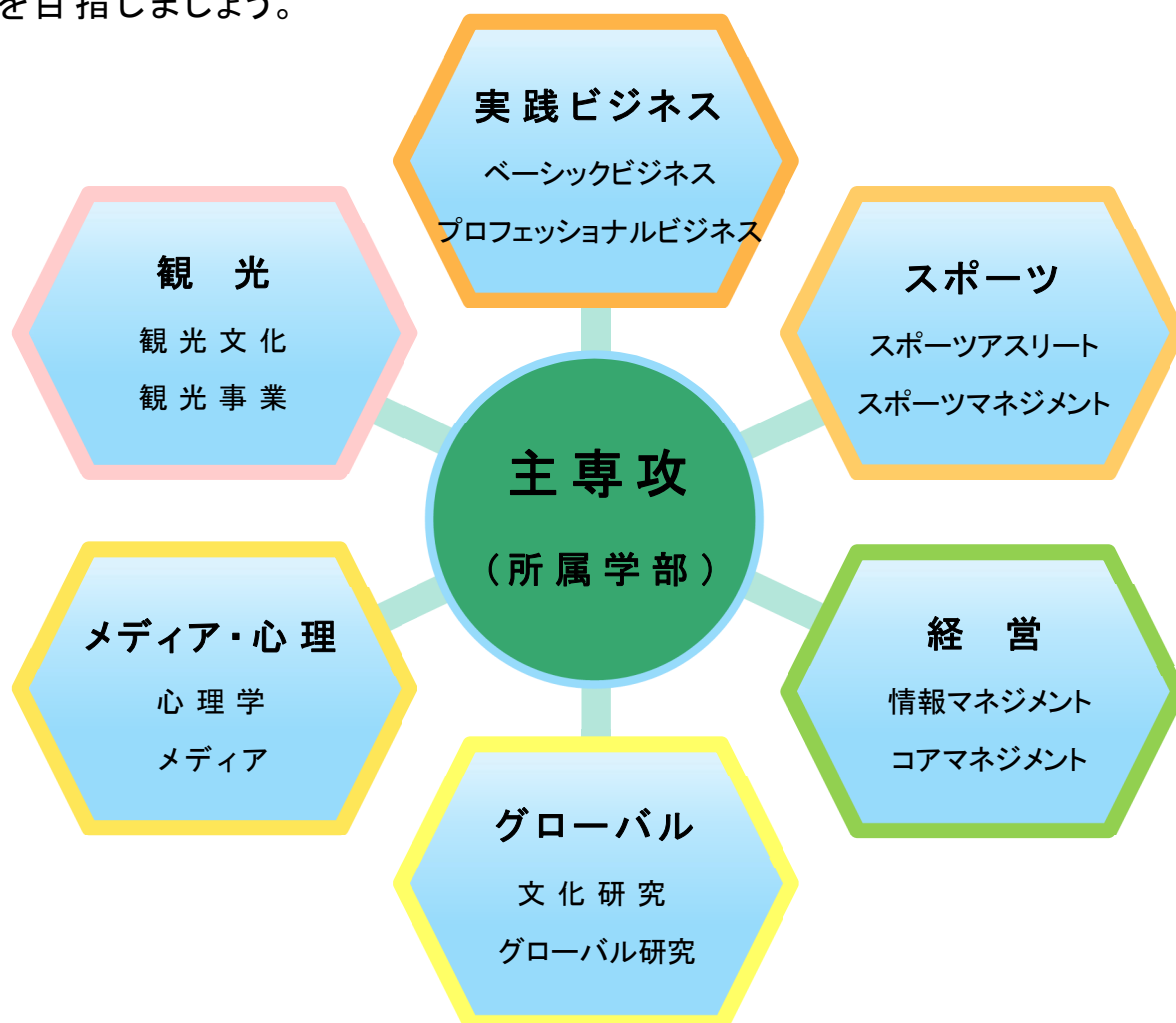 を目指しましょう。
実践ビジネス
ベーシックビジネス
プロフェッショナルビジネス
観光
観光文化
観光事業
スポーツ
スポーツアスリート
スポーツマネジメント
主専攻
（所属学部）
メディア・心理
心理学
メディア
経営
情報マネジメント
コアマネジメント
グローバル
文化研究
グローバル研究